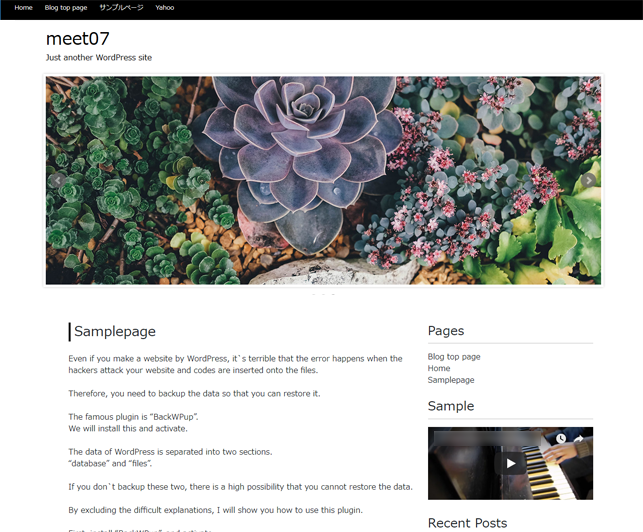 Home Blog top page サンプルページ Yahoo
meet07
Just another WordPress site
Samplepage
Even if you make a website by WordPress, it`s terrible that the error happens when the
hackers attack your website and codes are inserted onto the files.
Therefore, you need to backup the data so that you can restore it.
The famous plugin is “BackWPup”.
We will install this and activate.
The data of WordPress is separated into two sections.
“database” and “files”.
If you don`t backup these two, there is a high possibility that you cannot restore the data.
By excluding the difficult explanations, I will show you how to use this plugin.
First, install “BackWPup” and activate.
Pages
Blog top page
Home
Samplepage
Sample
Recent Posts